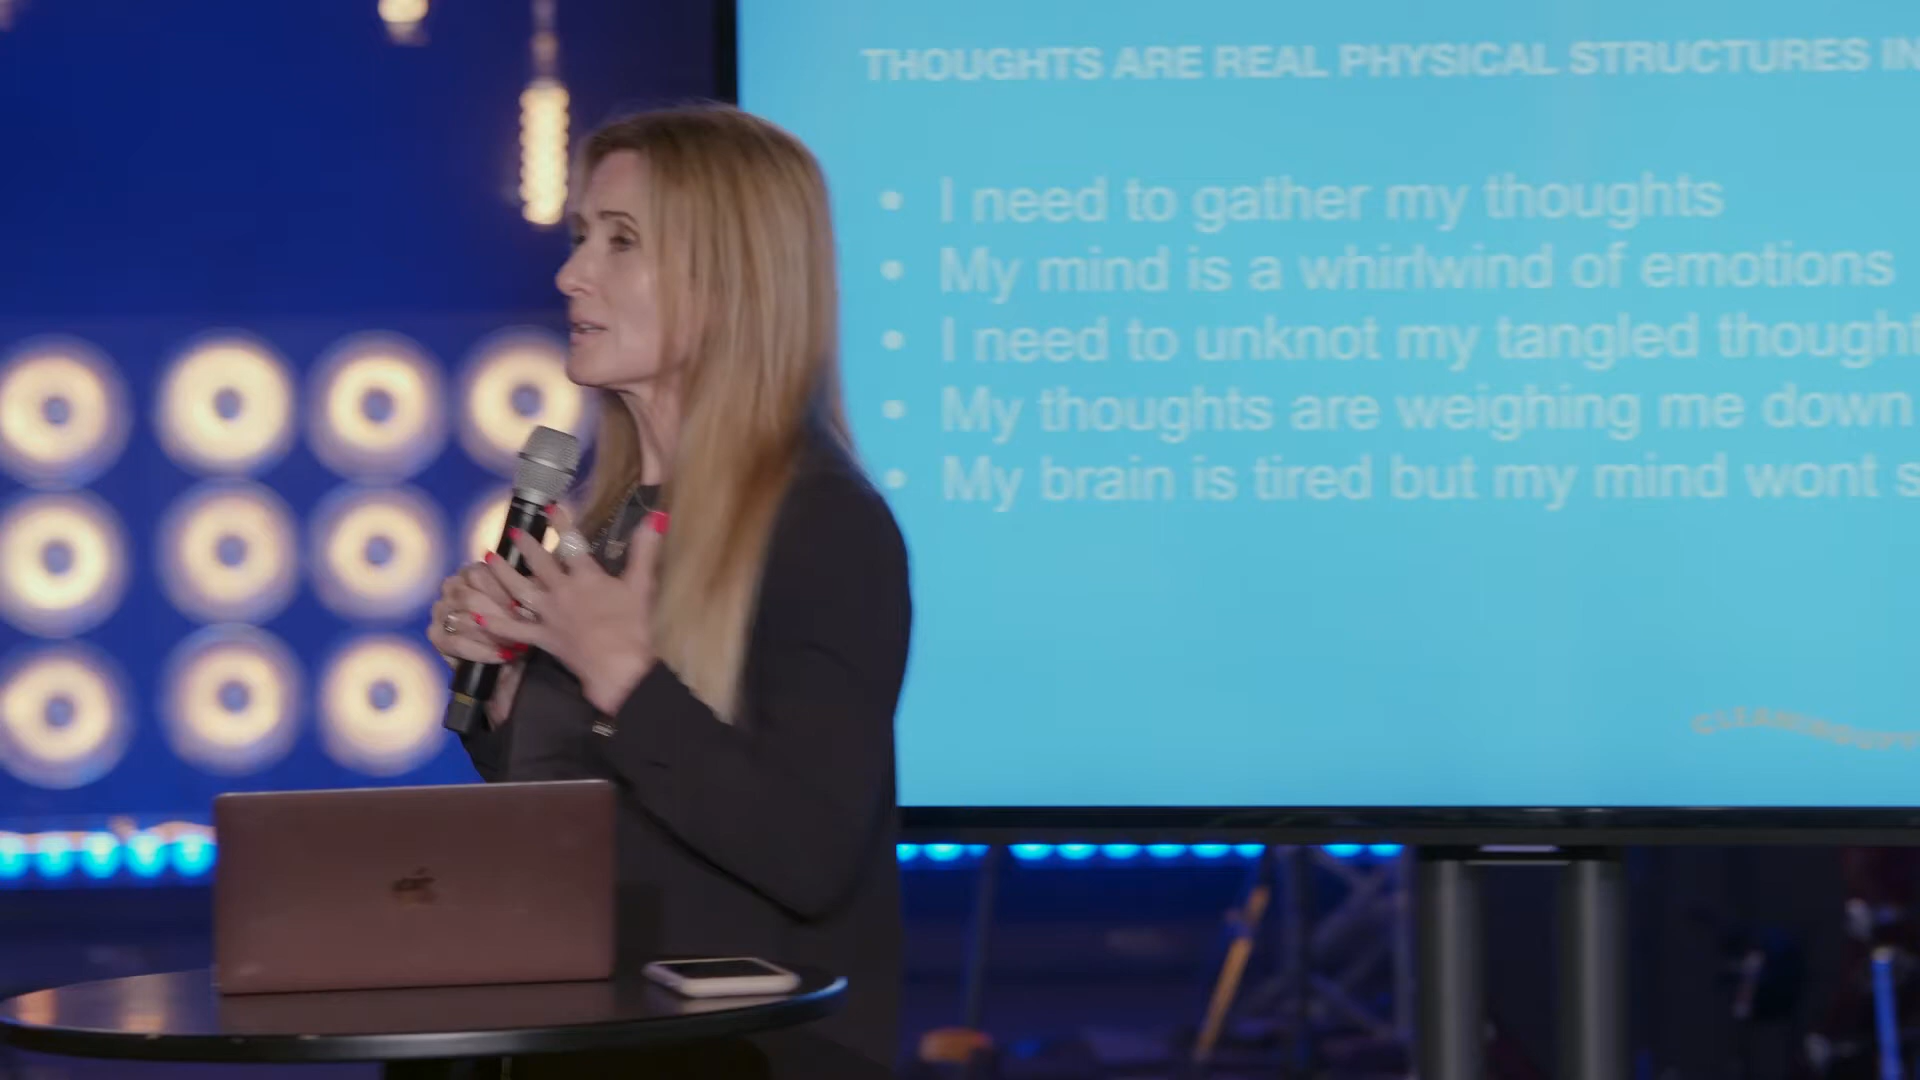 THOUGHTS ARE REAL PHYSICAL STRUCTURES IN
• I need to gather my thoughts
• My mind is a whirlwind of emotions
• I need to unknot my tangled thought
• My thoughts are weighing me down
• My brain is tired but my mind wont s